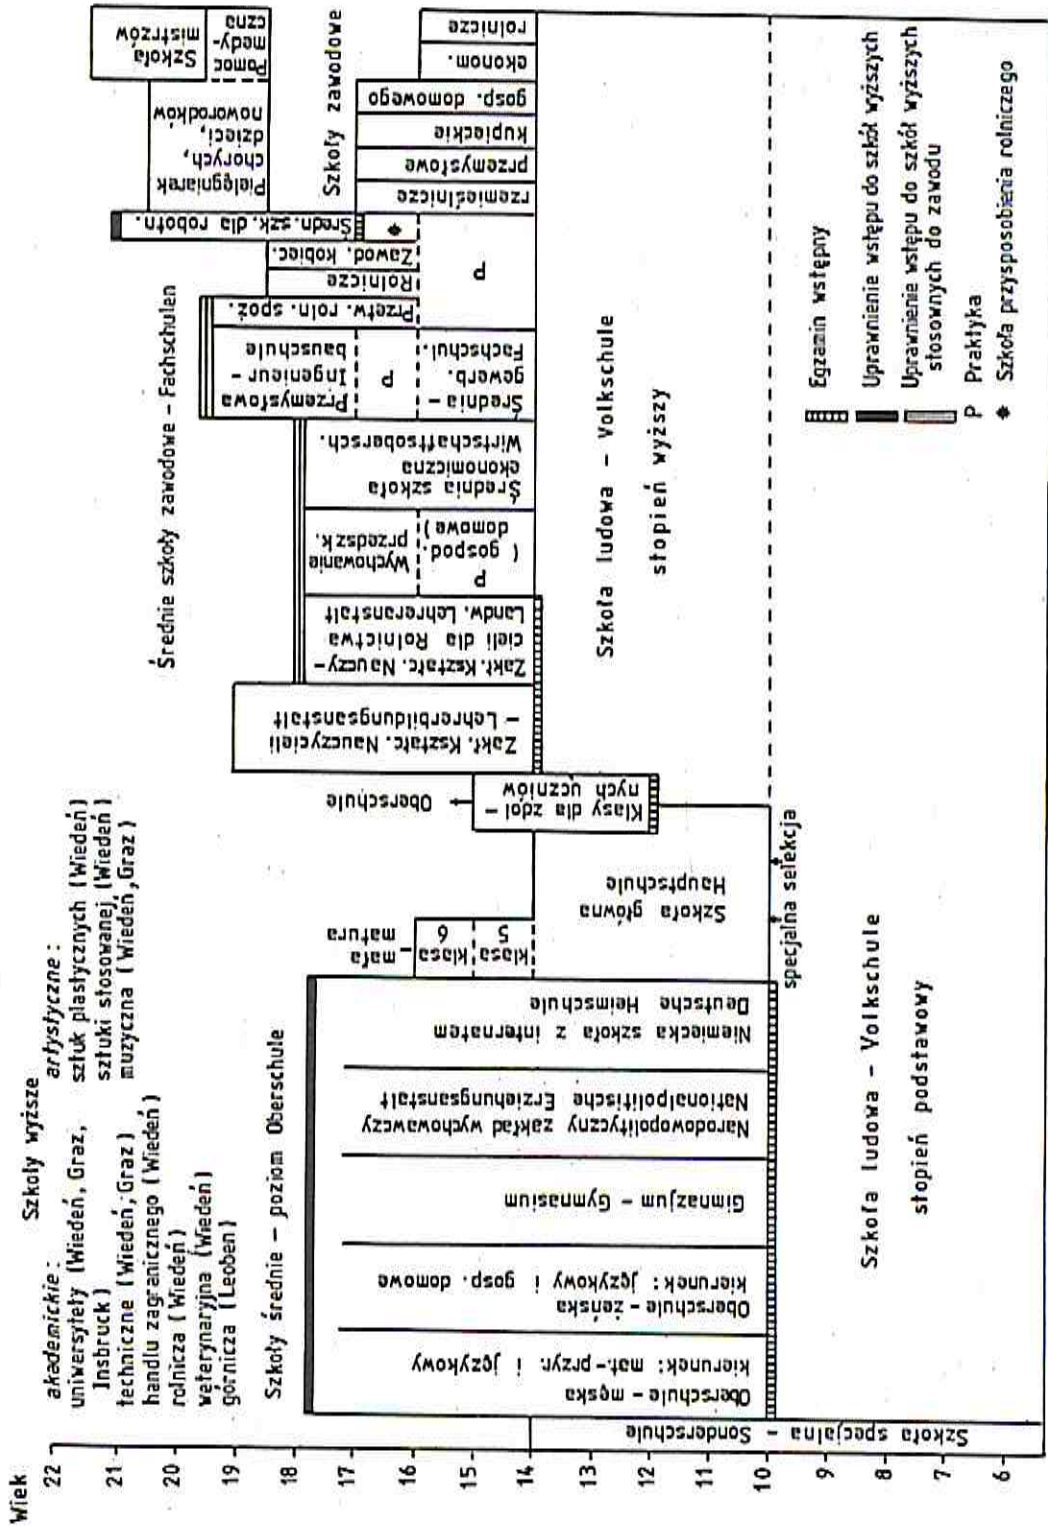 Wiek
22
21
20
19
18
17
16
15
14
13
12
11
10
9
8
7
6
Szkoły wyższe
akademickie:
uniwersytety (Wiedeń, Graz,
Insbruck)
techniczne (Wiedeń, Graz)
handlu zagranicznego (Wiedeń)
rolnicza (Wiedeń)
weterynaryjna (Wiedeń)
górnicza (Leoben)
artystyczne:
sztuk plastycznych (Wiedeń)
sztuki stosowanej (Wiedeń)
muzyczna (Wiedeń, Graz)
Szkoły średnie – poziom Oberschule
Szkoła specjalna – Sonderschule
Oberschule – męska
kierunek: mat.-przyr. i językowy
Oberschule – żeńska
kierunek: językowy i gosp. domowe
Gimnazjum – Gymnasium
Narodowopolityczny zakład wychowawczy
Nationalpolitische Erziehungsanstalt
Niemiecka szkoła z internatem
Deutsche Heimschule
klasa 5
klasa 6
mała
matura
Szkoła główna
Hauptschule
specjalna selekcja
Klasy dla zdol-
nych uczniów
Oberschule
Zakł. Kształc. Nauczycieli
– Lehrerbildungsanstalt
Zakł. Kształc. Nauczy-
cieli dla Rolnictwa
Landw. Lehreranstalt
Średnie szkoły zawodowe – Fachschulen
Wychowanie
przedszk.
P
(gospod.
domowe)
Średnia szkoła
ekonomiczna
Wirtschaftsobersch.
Przemysłowa
Ingenieur –
bauschule
P
Średnia –
gewerb.
Fachschul.
Przetw. roln. spoż.
Rolnicze
Zawod. kobiec.
P
Średn. szk. dla robotn.
*
Pielęgniarek
chorych,
dzieci,
noworodków
Pomoc
medy-
czna
Szkoła
mistrzów
Szkoły zawodowe
rzemieślnicze
przemysłowe
kupieckie
gosp. domowego
ekonom.
rolnicze
Szkoła ludowa – Volkschule
stopień wyższy
Szkoła ludowa – Volkschule
stopień podstawowy
Egzamin wstępny
Uprawnienie wstępu do szkół wyższych
Uprawnienie wstępu do szkół wyższych
stosownych do zawodu
P Praktyka
* Szkoła przysposobienia rolniczego